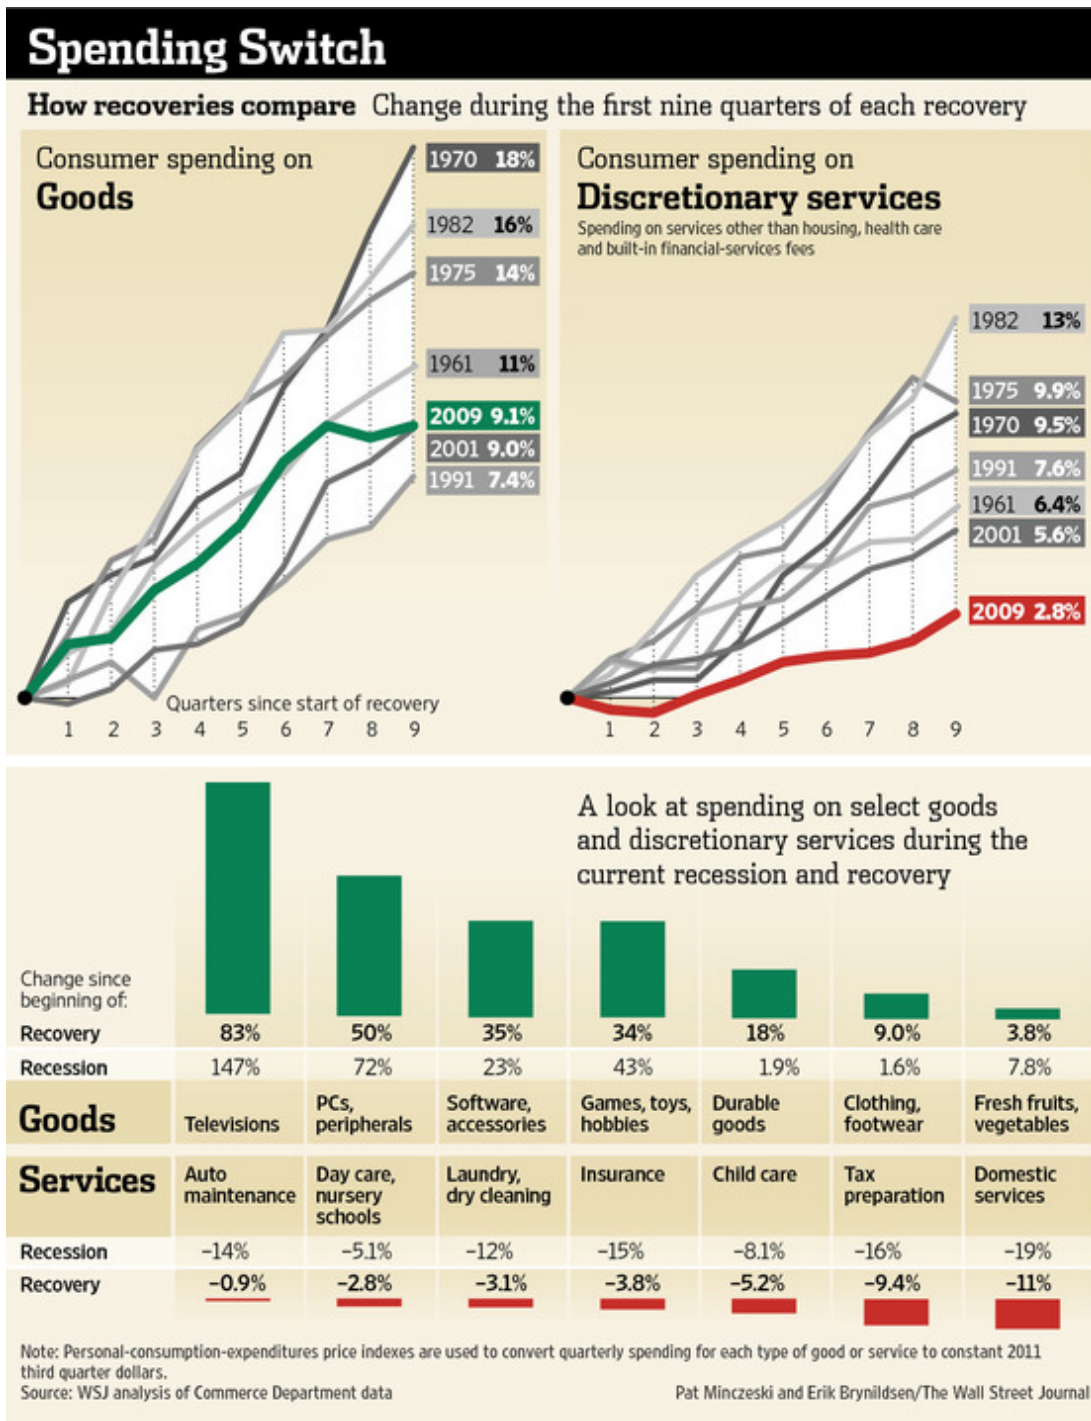 Spending Switch
How recoveries compare Change during the first nine quarters of each recovery
Consumer spending on
Goods
1970 18%
1982 16%
1975 14%
1961 11%
2009 9.1%
2001 9.0%
1991 7.4%
Quarters since start of recovery
1 2 3 4 5 6 7 8 9
Consumer spending on
Discretionary services
Spending on services other than housing, health care
and built-in financial-services fees
1982 13%
1975 9.9%
1970 9.5%
1991 7.6%
1961 6.4%
2001 5.6%
2009 2.8%
1 2 3 4 5 6 7 8 9
A look at spending on select goods
and discretionary services during the
current recession and recovery
Change since
beginning of:
Recovery 83% 50% 35% 34% 18% 9.0% 3.8%
Recession 147% 72% 23% 43% 1.9% 1.6% 7.8%
Goods
Televisions
PCs,
peripherals
Software,
accessories
Games, toys,
hobbies
Durable
goods
Clothing,
footwear
Fresh fruits,
vegetables
Services
Auto
maintenance
Day care,
nursery
schools
Laundry,
dry cleaning
Insurance
Child care
Tax
preparation
Domestic
services
Recession –14% –5.1% –12% –15% –8.1% –16% –19%
Recovery –0.9% –2.8% –3.1% –3.8% –5.2% –9.4% –11%
Note: Personal-consumption-expenditures price indexes are used to convert quarterly spending for each type of good or service to constant 2011
third quarter dollars.
Source: WSJ analysis of Commerce Department data
Pat Minczeski and Erik Brynildsen/The Wall Street Journal